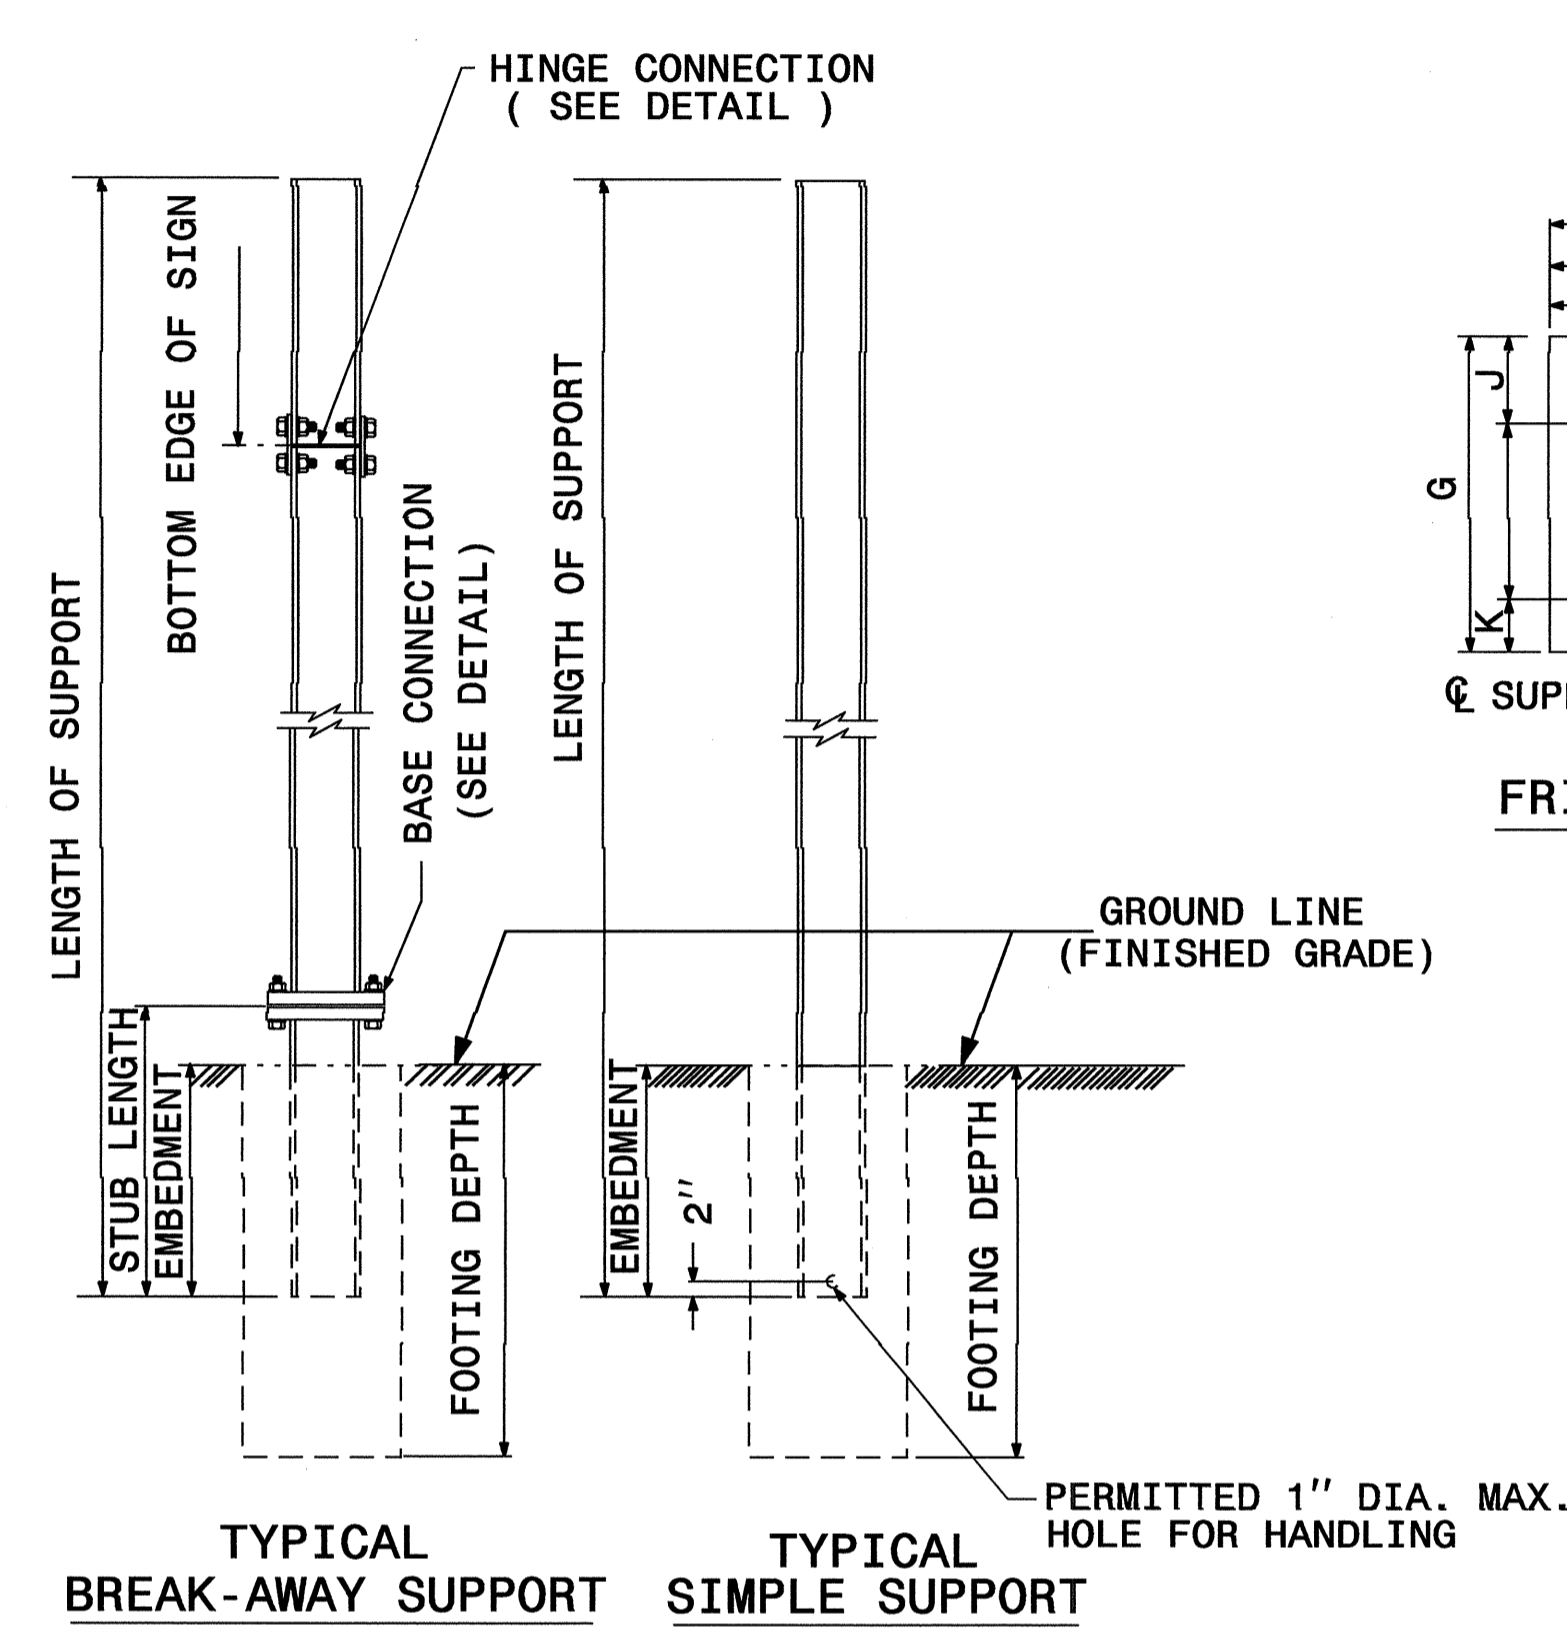 HINGE CONNECTION
( SEE DETAIL )
BOTTOM EDGE OF SIGN
LENGTH OF SUPPORT
BASE CONNECTION
(SEE DETAIL)
STUB LENGTH
EMBEDMENT
FOOTING DEPTH
TYPICAL
BREAK-AWAY SUPPORT
LENGTH OF SUPPORT
GROUND LINE
(FINISHED GRADE)
EMBEDMENT
2"
FOOTING DEPTH
PERMITTED 1" DIA. MAX.
HOLE FOR HANDLING
TYPICAL
SIMPLE SUPPORT
J
G
K
℄ SUP
FRI